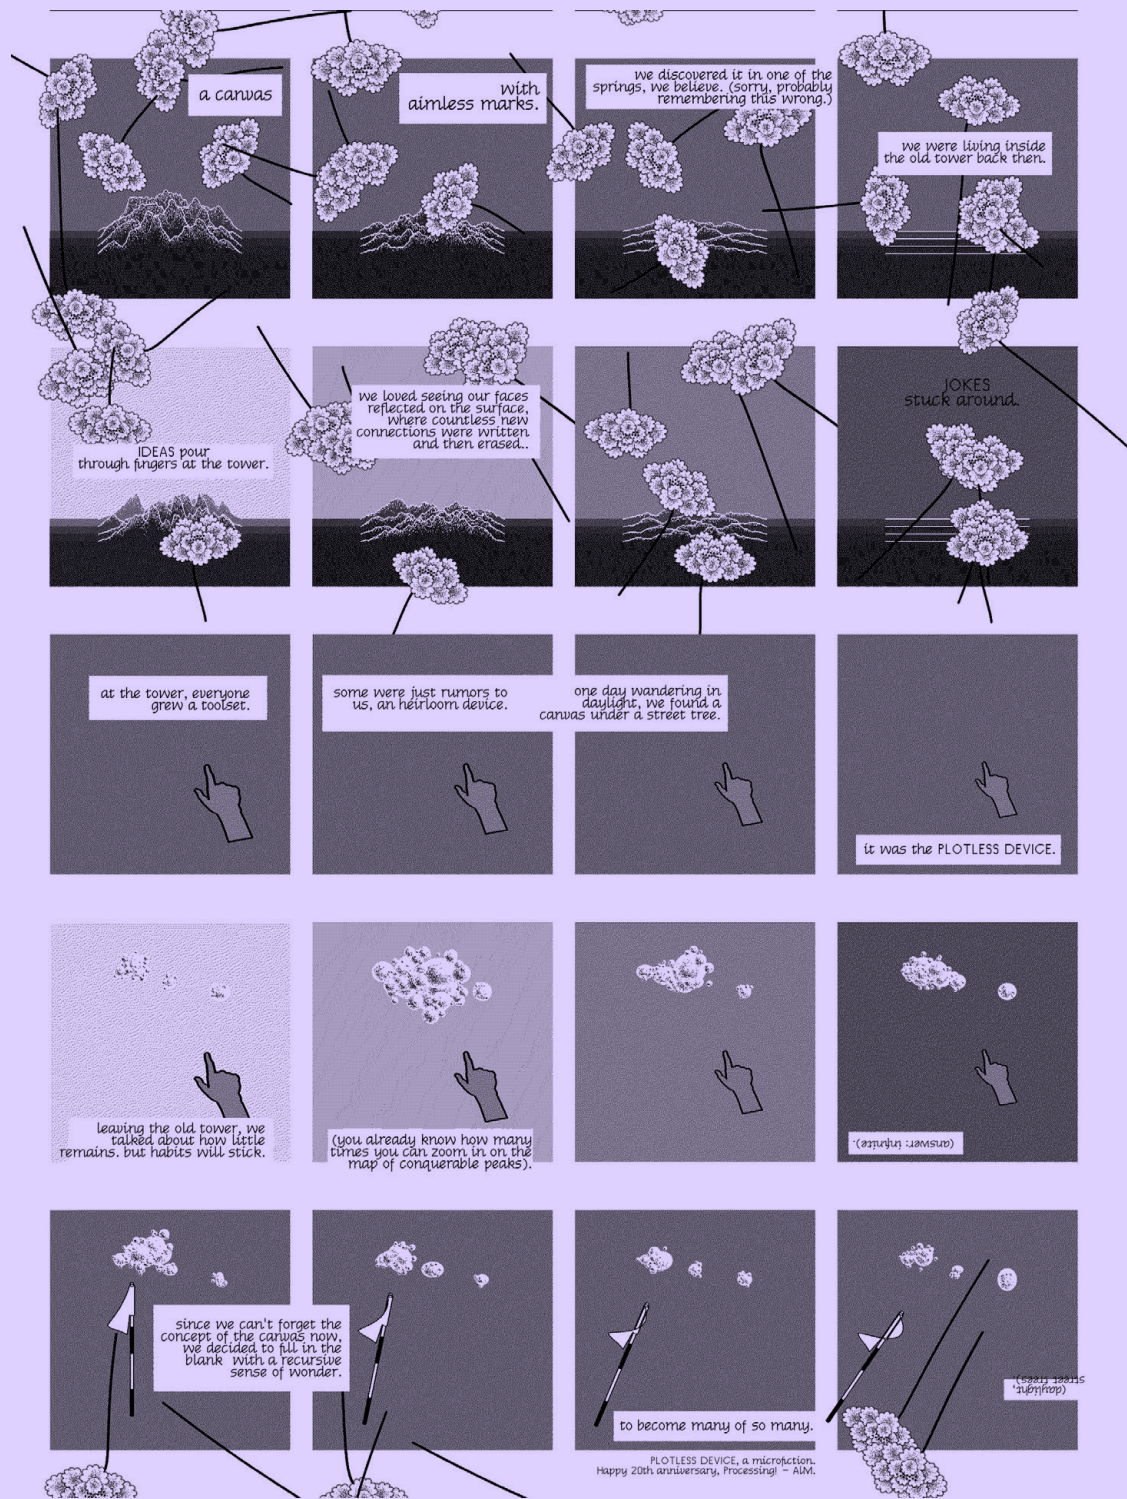 a canvas
with
aimless marks.
we discovered it in one of the
springs, we believe. (sorry, probably
remembering this wrong.)
we were living inside
the old tower back then.
IDEAS pour
through fingers at the tower.
we loved seeing our faces
reflected on the surface,
where countless new
connections were written
and then erased..
JOKES
stuck around.
at the tower, everyone
grew a toolset.
some were just rumors to
us, an heirloom device.
one day wandering in
daylight, we found a
canvas under a street tree.
it was the PLOTLESS DEVICE.
leaving the old tower, we
talked about how little
remains. but habits will stick.
(you already know how many
times you can zoom in on the
map of conquerable peaks).
(answer: infinite).
since we can't forget the
concept of the canvas now,
we decided to fill in the
blank with a recursive
sense of wonder.
to become many of so many.
(daylight,
street trees).
PLOTLESS DEVICE, a microfiction.
Happy 20th anniversary, Processing! - AlM.